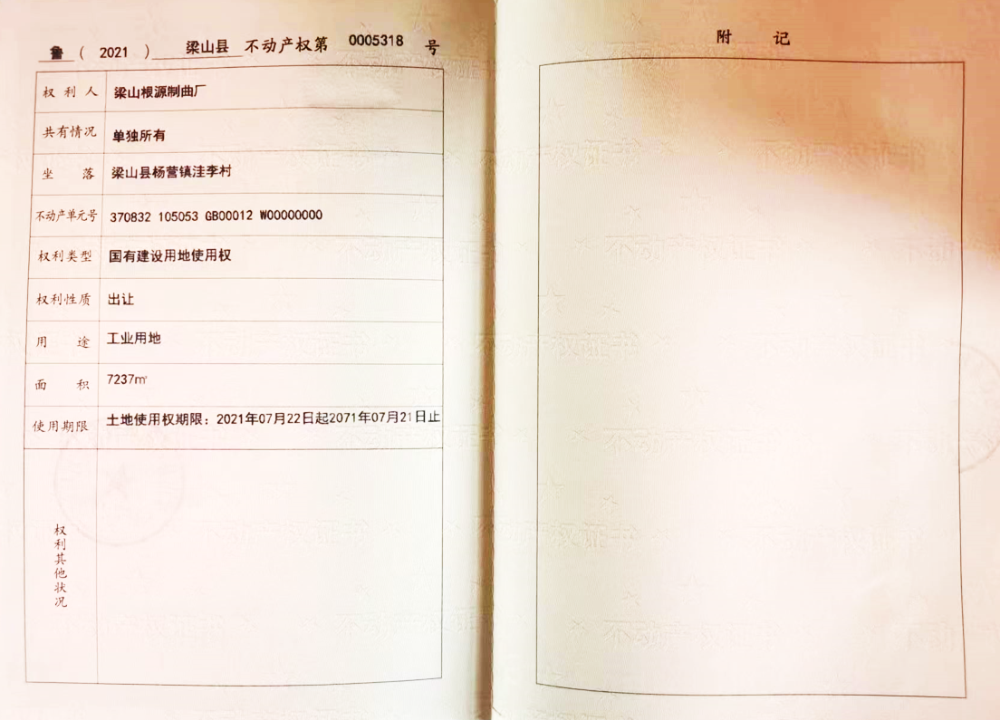 鲁（ 2021 ） 梁山县 不动产权第 0005318 号
权利人 梁山根源制曲厂
共有情况 单独所有
坐落 梁山县杨营镇洼李村
不动产单元号 370832 105053 GB00012 W00000000
权利类型 国有建设用地使用权
权利性质 出让
用途 工业用地
面积 7237㎡
使用期限 土地使用权期限：2021年07月22日起2071年07月21日止
权利其他状况
附记